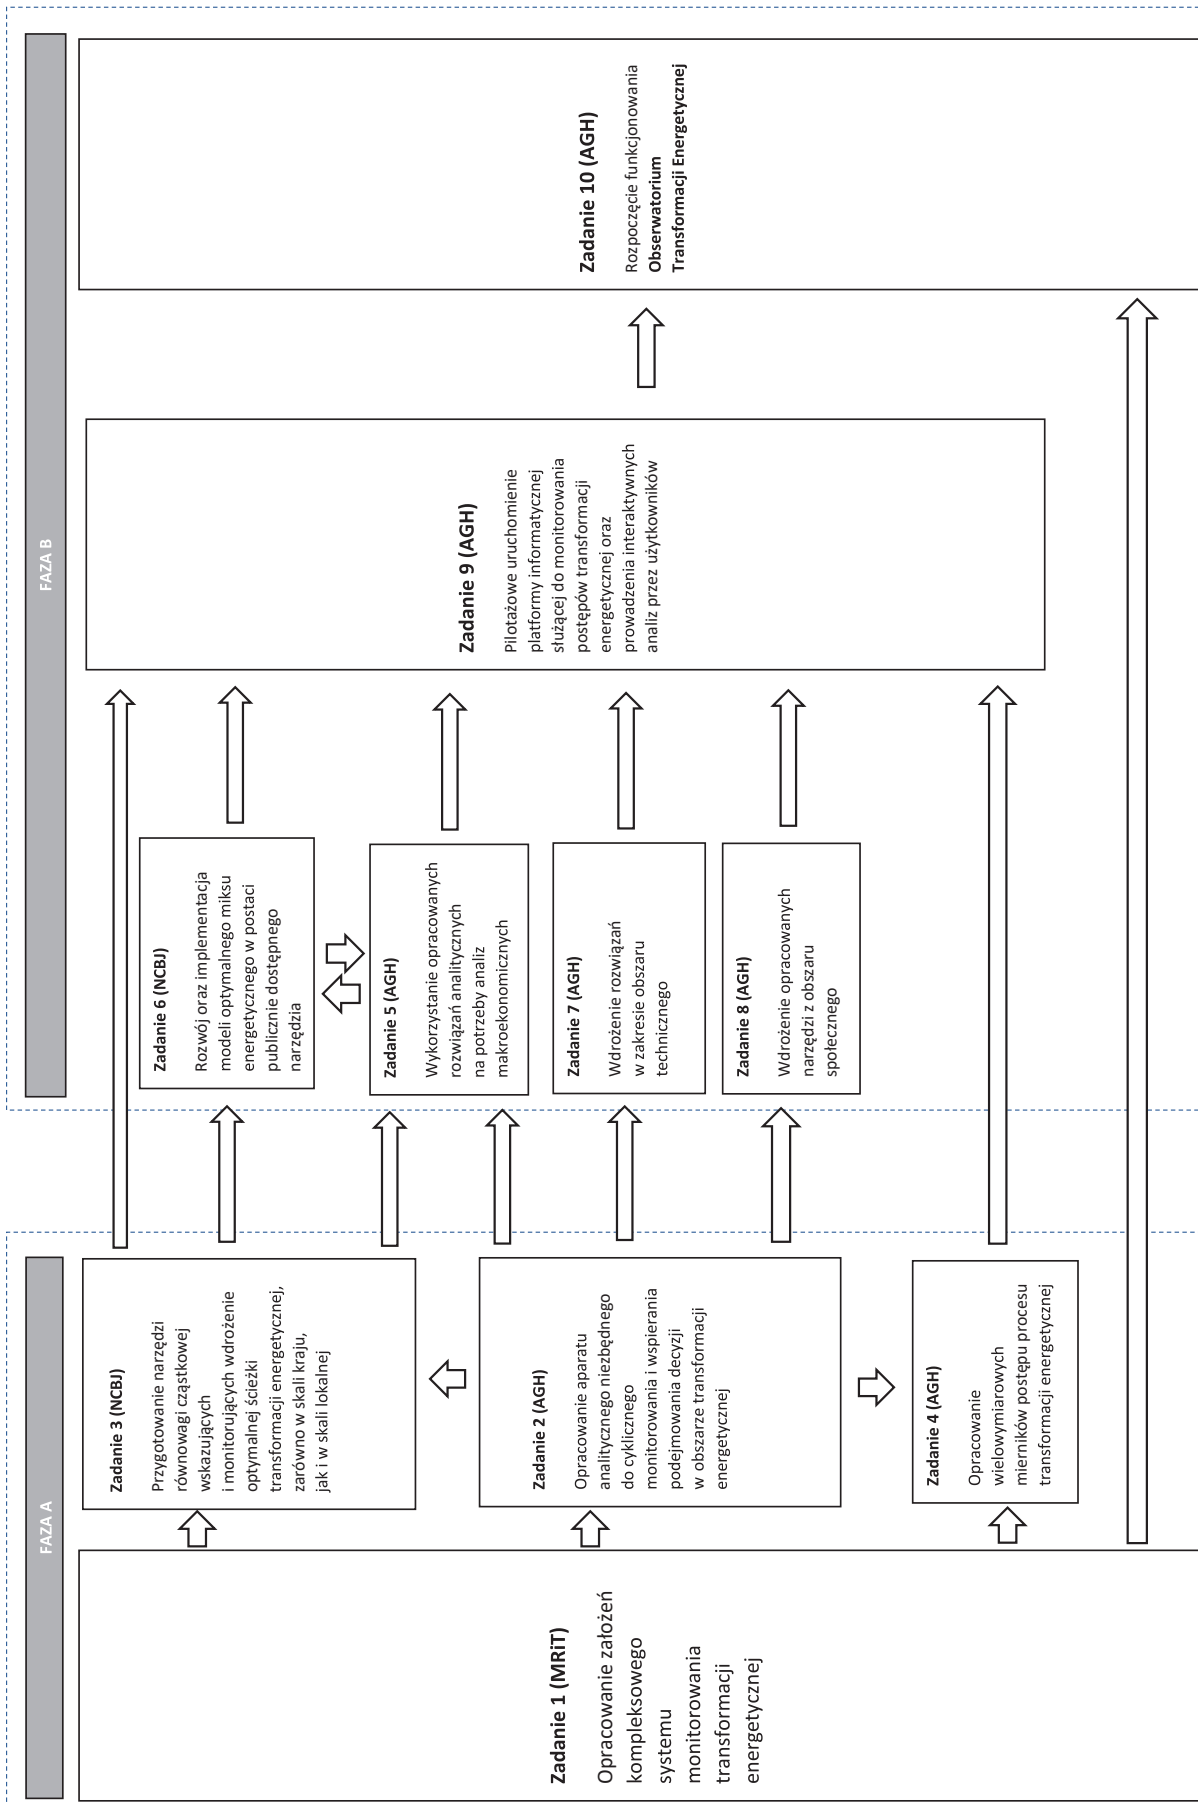 FAZA A
FAZA B
Zadanie 1 (MRiT)
Opracowanie założeń
kompleksowego
systemu
monitorowania
transformacji
energetycznej
Zadanie 3 (NCBJ)
Przygotowanie narzędzi
równowagi cząstkowej
wskazujących
i monitorujących wdrożenie
optymalnej ścieżki
transformacji energetycznej,
zarówno w skali kraju,
jak i w skali lokalnej
Zadanie 2 (AGH)
Opracowanie aparatu
analitycznego niezbędnego
do cyklicznego
monitorowania i wspierania
podejmowania decyzji
w obszarze transformacji
energetycznej
Zadanie 4 (AGH)
Opracowanie
wielowymiarowych
mierników postępu procesu
transformacji energetycznej
Zadanie 6 (NCBJ)
Rozwój oraz implementacja
modeli optymalnego miksu
energetycznego w postaci
publicznie dostępnego
narzędzia
Zadanie 5 (AGH)
Wykorzystanie opracowanych
rozwiązań analitycznych
na potrzeby analiz
makroekonomicznych
Zadanie 7 (AGH)
Wdrożenie rozwiązań
w zakresie obszaru
technicznego
Zadanie 8 (AGH)
Wdrożenie opracowanych
narzędzi z obszaru
społecznego
Zadanie 9 (AGH)
Pilotażowe uruchomienie
platformy informatycznej
służącej do monitorowania
postępów transformacji
energetycznej oraz
prowadzenia interaktywnych
analiz przez użytkowników
Zadanie 10 (AGH)
Rozpoczęcie funkcjonowania
Obserwatorium
Transformacji Energetycznej